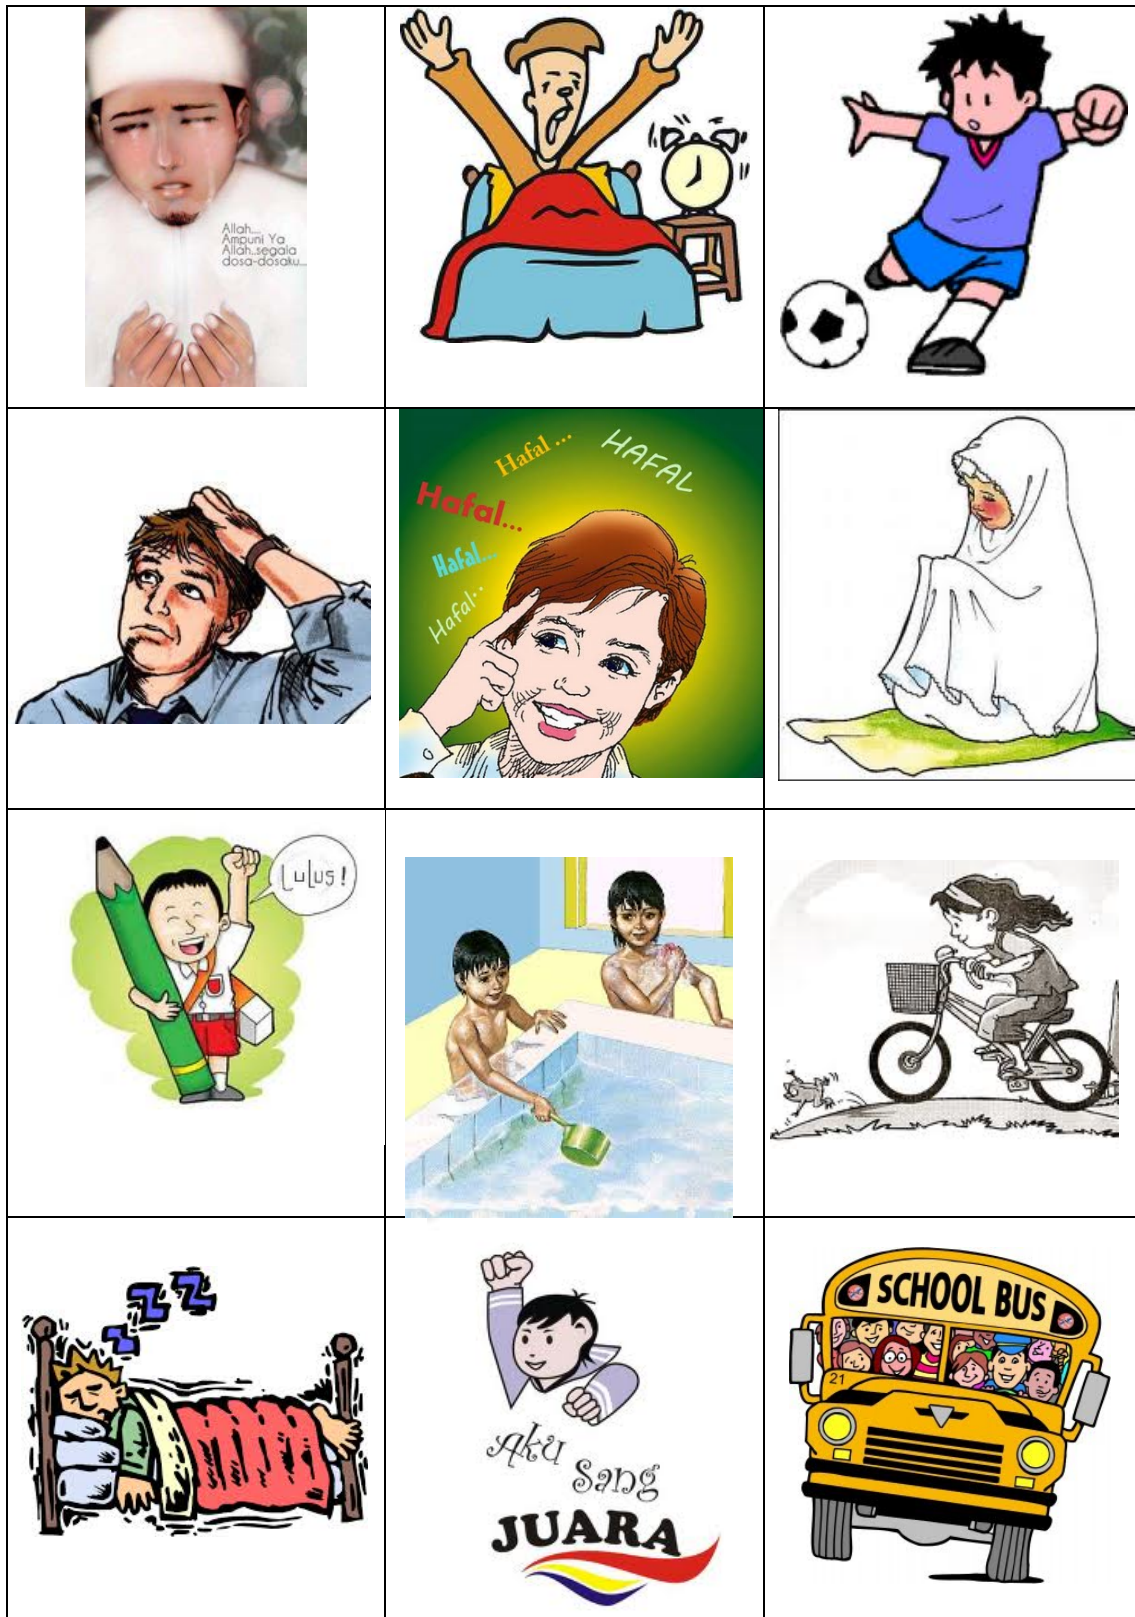 Allah....
Ampuni Ya
Allah..segala
dosa-dosaku...
Hafal ...
HAFAL
Hafal...
Hafal...
Hafal..
Lulus!
Aku
Sang
JUARA
SCHOOL BUS
21